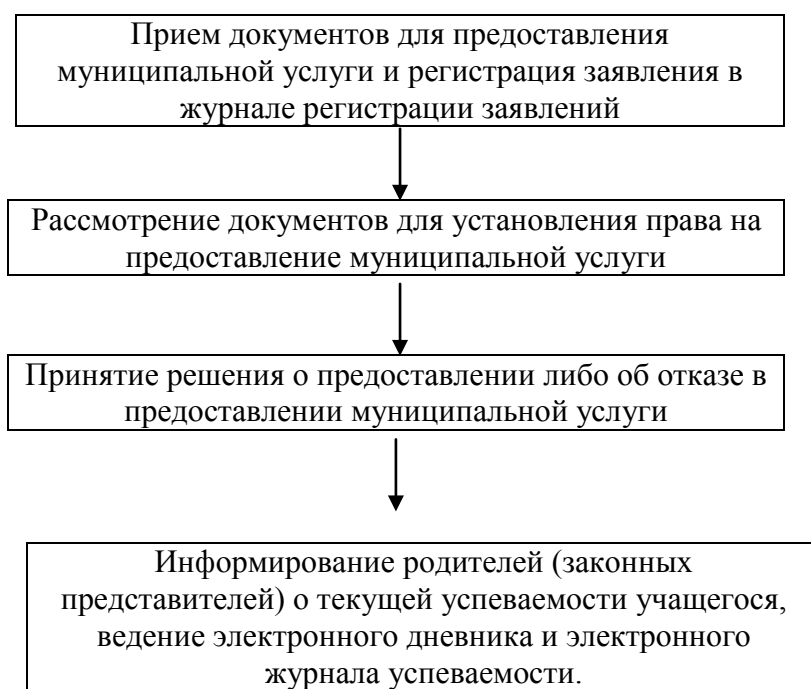 Прием документов для предоставления
муниципальной услуги и регистрация заявления в
журнале регистрации заявлений
Рассмотрение документов для установления права на
предоставление муниципальной услуги
Принятие решения о предоставлении либо об отказе в
предоставлении муниципальной услуги
Информирование родителей (законных
представителей) о текущей успеваемости учащегося,
ведение электронного дневника и электронного
журнала успеваемости.